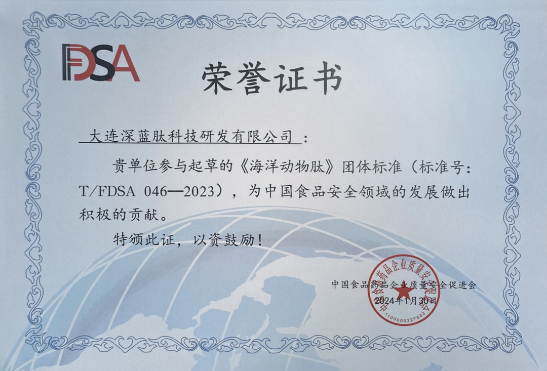 FDSA
荣誉证书
大连深蓝肽科技研发有限公司：
贵单位参与起草的《海洋动物肽》团体标准（标准号：
T/FDSA 046—2023），为中国食品安全领域的发展做出
积极的贡献。
特颁此证，以资鼓励！
中国食品药品企业质量安全促进会
2024年1月30日